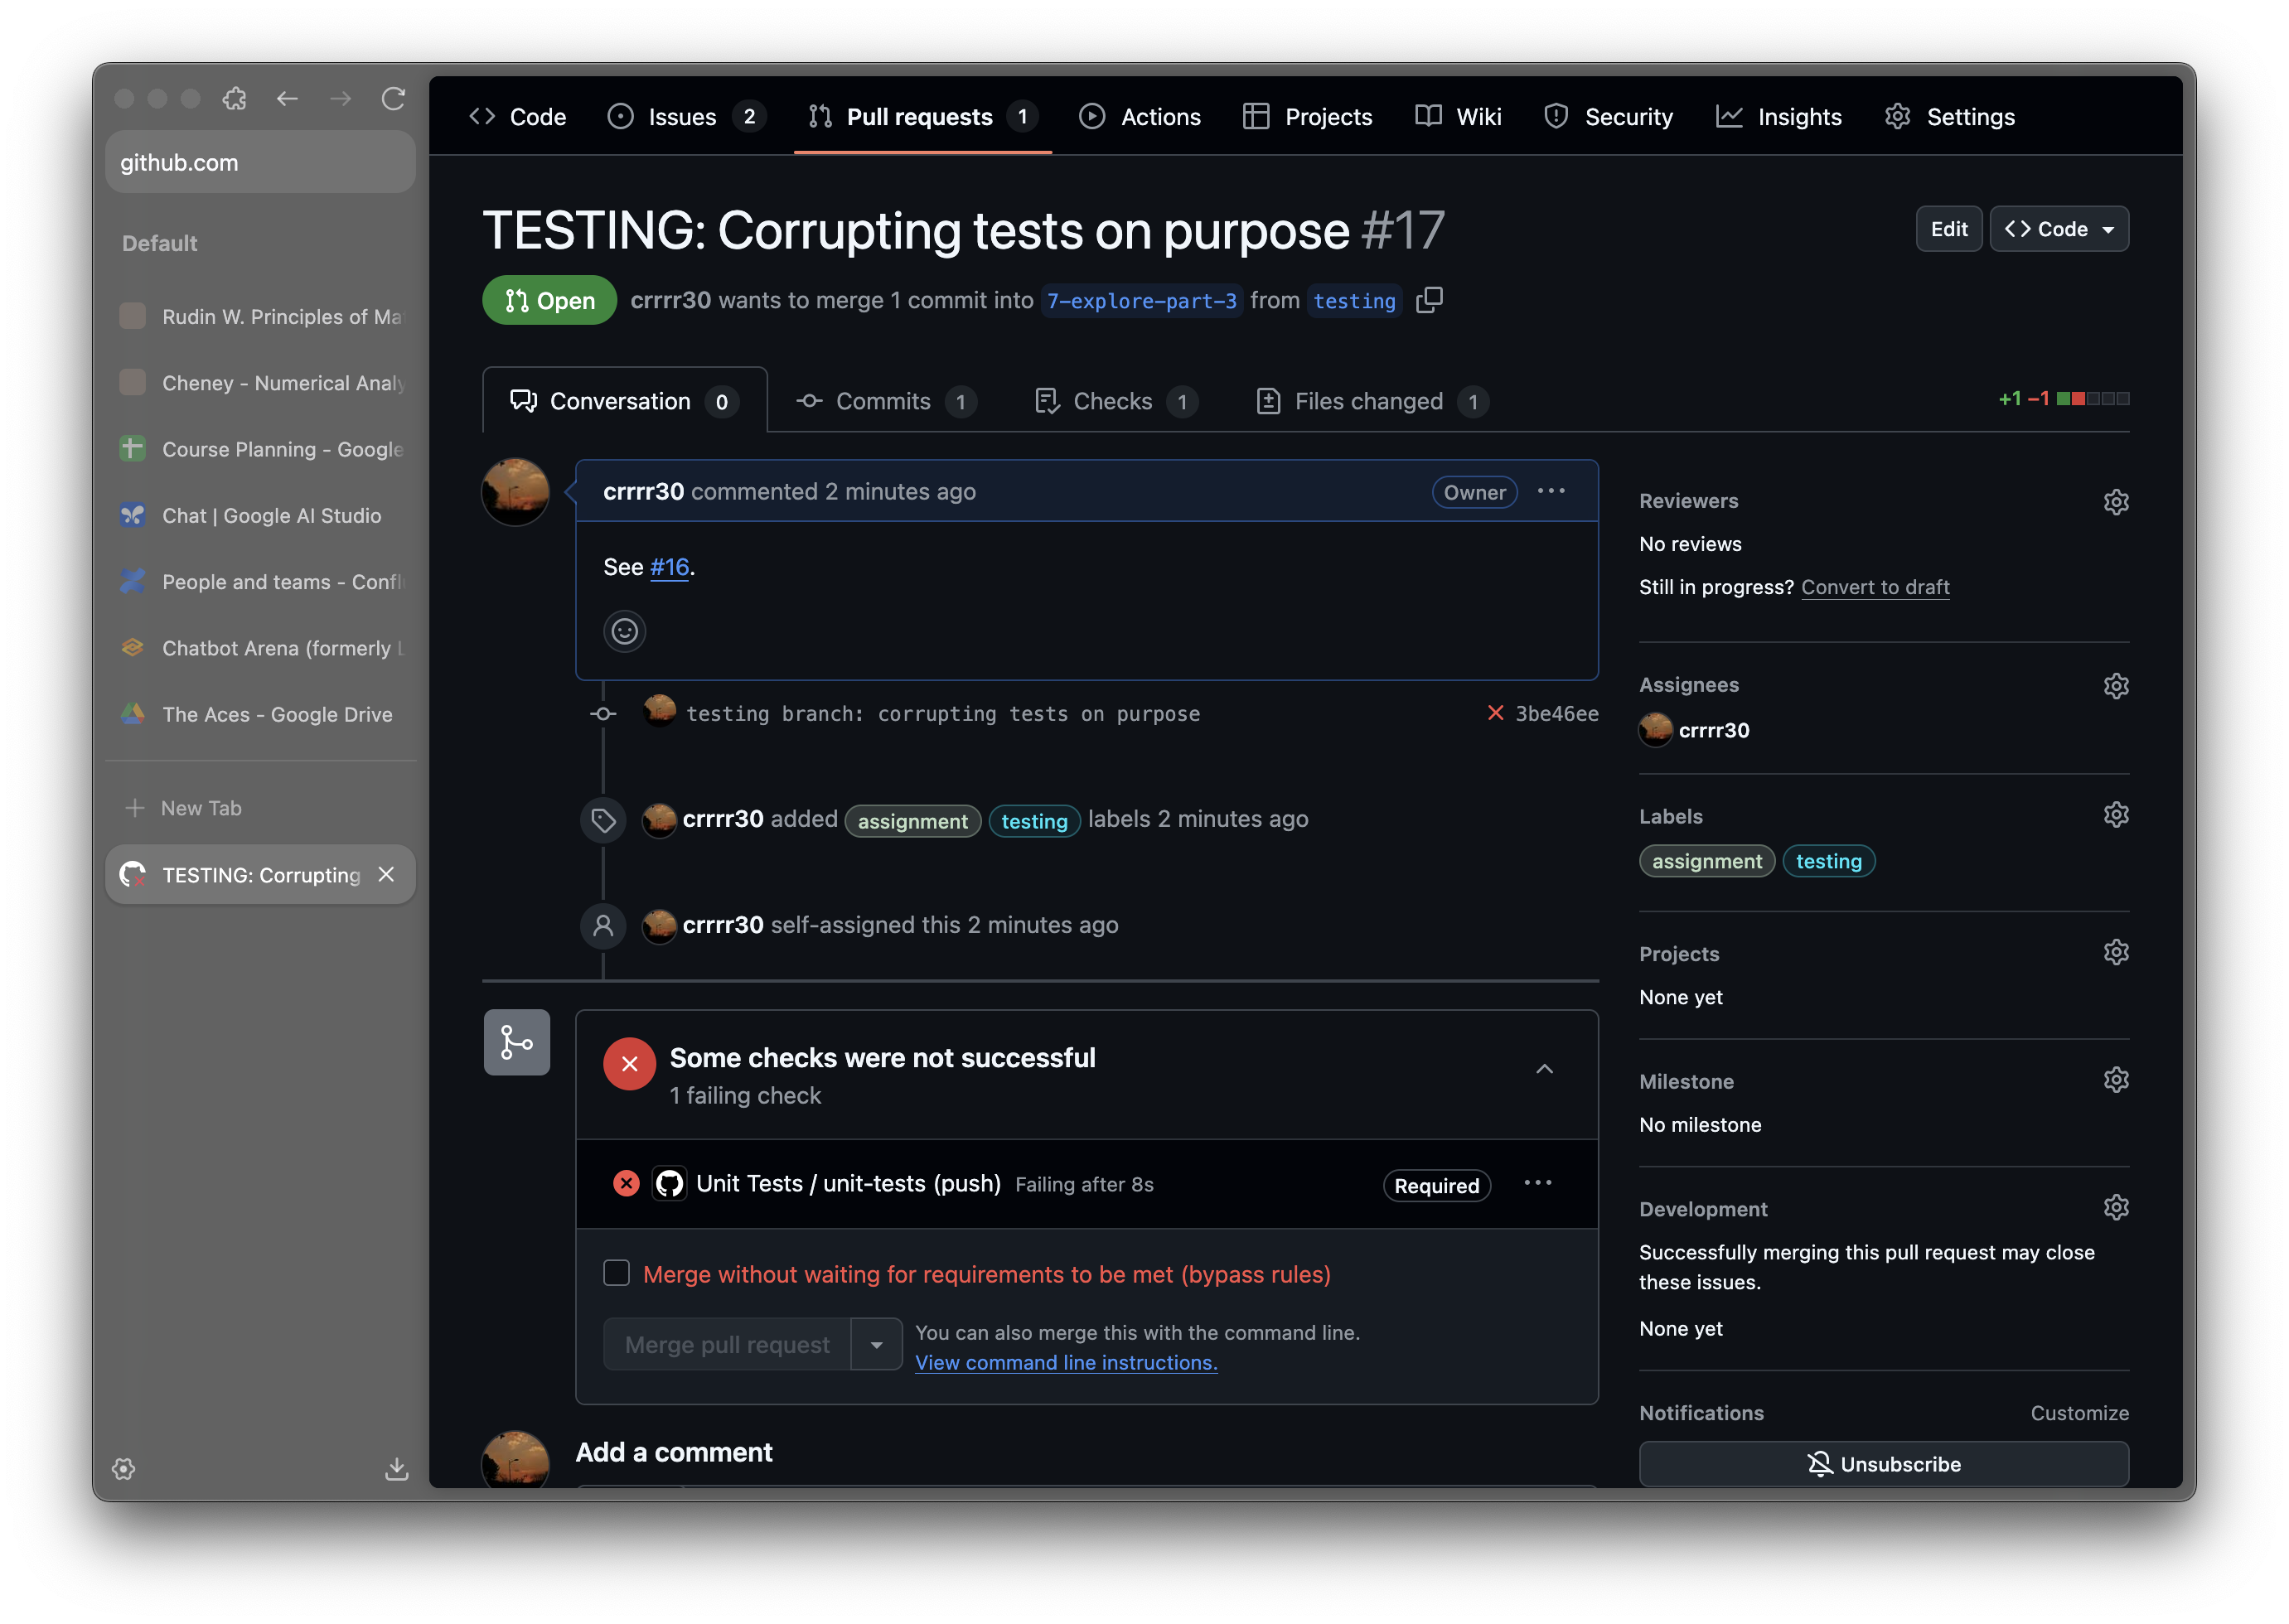 github.com
Default
Rudin W. Principles of Ma
Cheney - Numerical Analy
Course Planning - Google
Chat | Google AI Studio
People and teams - Confl
Chatbot Arena (formerly L
The Aces - Google Drive
New Tab
TESTING: Corrupting
Code
Issues 2
Pull requests 1
Actions
Projects
Wiki
Security
Insights
Settings
TESTING: Corrupting tests on purpose #17
Edit
<> Code
Open
crrrr30 wants to merge 1 commit into 7-explore-part-3 from testing
Conversation 0
Commits 1
Checks 1
Files changed 1
+1 −1
crrrr30 commented 2 minutes ago
Owner
See #16.
testing branch: corrupting tests on purpose
3be46ee
crrrr30 added assignment testing labels 2 minutes ago
crrrr30 self-assigned this 2 minutes ago
Some checks were not successful
1 failing check
Unit Tests / unit-tests (push) Failing after 8s
Required
Merge without waiting for requirements to be met (bypass rules)
Merge pull request
You can also merge this with the command line.
View command line instructions.
Add a comment
Reviewers
No reviews
Still in progress? Convert to draft
Assignees
crrrr30
Labels
assignment testing
Projects
None yet
Milestone
No milestone
Development
Successfully merging this pull request may close
these issues.
None yet
Notifications
Customize
Unsubscribe